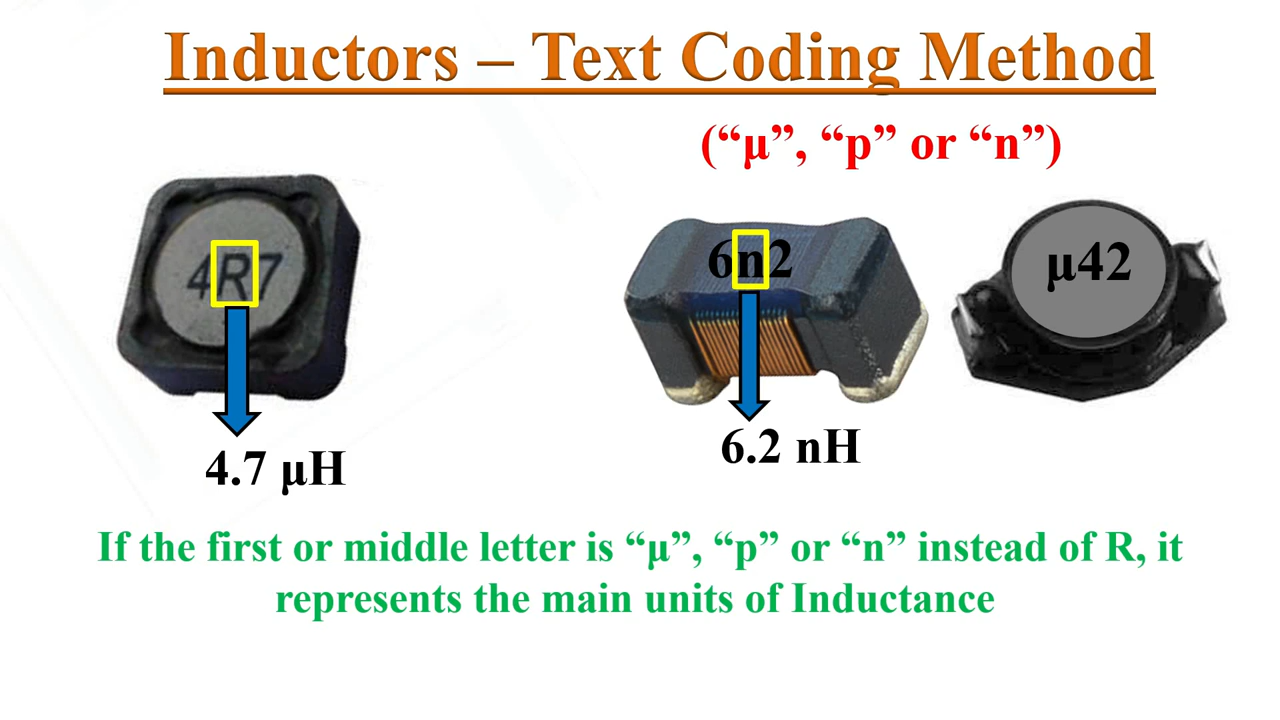 Inductors – Text Coding Method
(“μ”, “p” or “n”)
4R7
6n2
μ42
4.7 μH
6.2 nH
If the first or middle letter is “μ”, “p” or “n” instead of R, it
represents the main units of Inductance